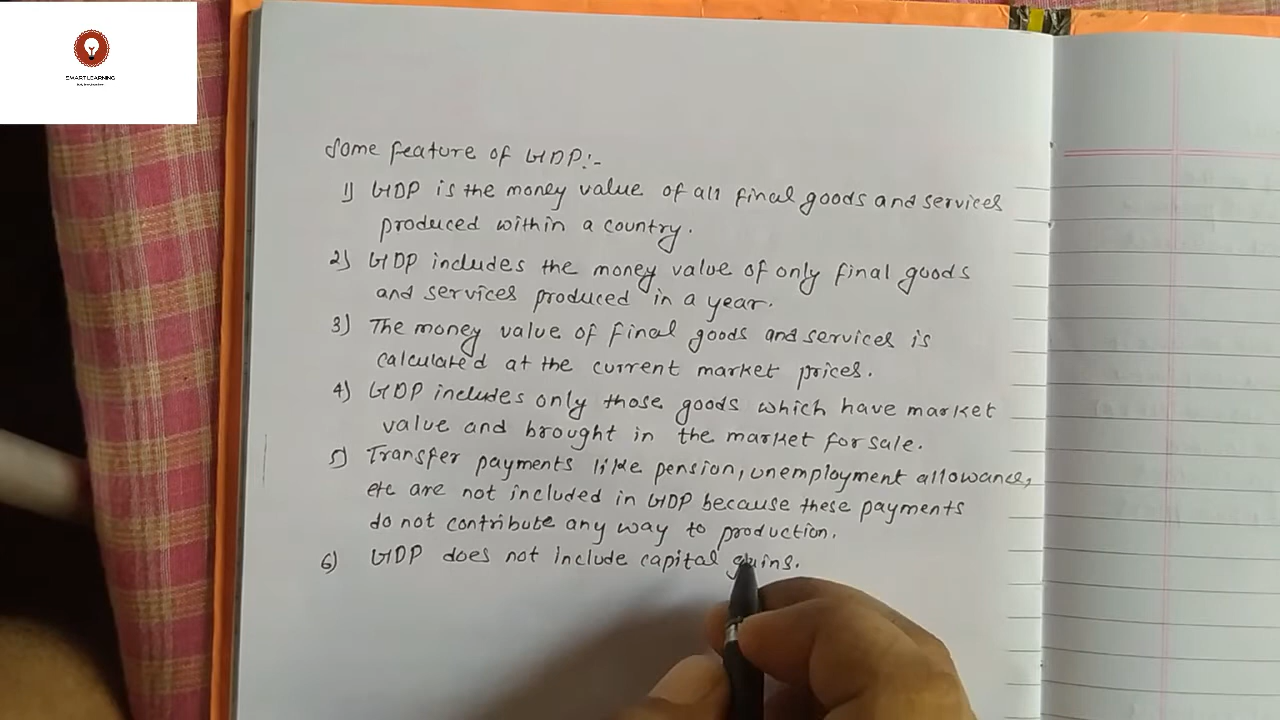 SMART LEARNING
Some feature of GDP:-
1) GDP is the money value of all final goods and services
produced within a country.
2) GDP includes the money value of only final goods
and services produced in a year.
3) The money value of final goods and services is
calculated at the current market prices.
4) GDP includes only those goods which have market
value and brought in the market for sale.
5) Transfer payments like pension, unemployment allowance,
etc are not included in GDP because these payments
do not contribute any way to production.
6) GDP does not include capital gains.